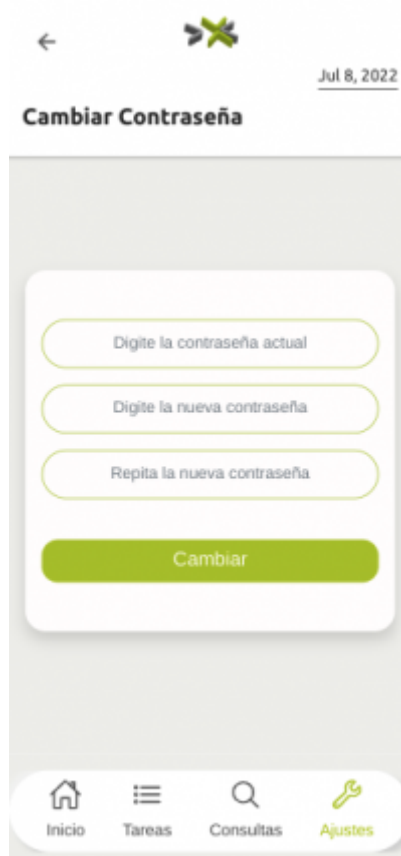 Jul 8, 2022
Cambiar Contraseña
Digite la contraseña actual
Digite la nueva contraseña
Repita la nueva contraseña
Cambiar
Inicio Tareas Consultas Ajustes